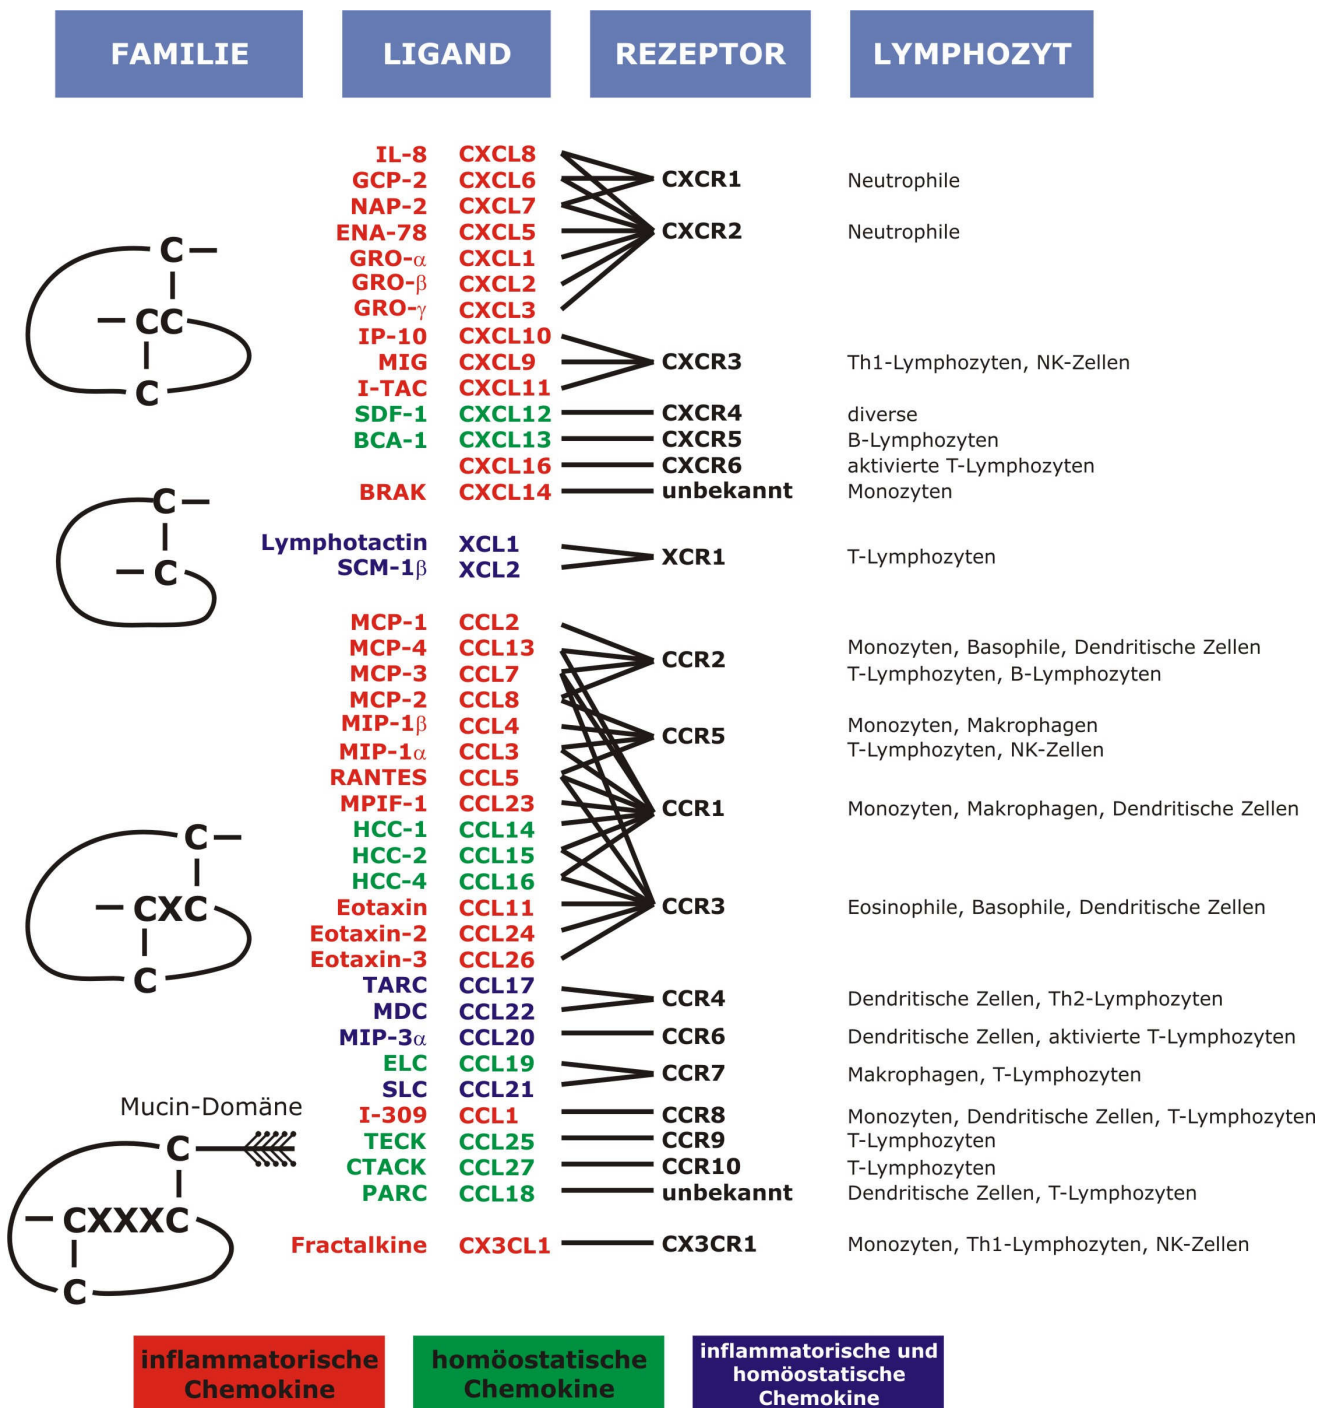 FAMILIE LIGAND REZEPTOR LYMPHOZYT
IL-8 CXCL8
GCP-2 CXCL6 CXCR1 Neutrophile
NAP-2 CXCL7
ENA-78 CXCL5 CXCR2 Neutrophile
C
GRO-α CXCL1
GRO-β CXCL2
GRO-γ CXCL3
CC
IP-10 CXCL10
MIG CXCL9 CXCR3 Th1-Lymphozyten, NK-Zellen
I-TAC CXCL11
C
SDF-1 CXCL12 CXCR4 diverse
BCA-1 CXCL13 CXCR5 B-Lymphozyten
CXCL16 CXCR6 aktivierte T-Lymphozyten
BRAK CXCL14 unbekannt Monozyten
C
Lymphotactin XCL1
XCR1 T-Lymphozyten
SCM-1β XCL2
C
MCP-1 CCL2
MCP-4 CCL13 Monozyten, Basophile, Dendritische Zellen
CCR2
MCP-3 CCL7 T-Lymphozyten, B-Lymphozyten
MCP-2 CCL8
MIP-1β CCL4 Monozyten, Makrophagen
CCR5
MIP-1α CCL3 T-Lymphozyten, NK-Zellen
RANTES CCL5
MPIF-1 CCL23 CCR1 Monozyten, Makrophagen, Dendritische Zellen
HCC-1 CCL14
C
HCC-2 CCL15
HCC-4 CCL16
CXC
Eotaxin CCL11 CCR3 Eosinophile, Basophile, Dendritische Zellen
Eotaxin-2 CCL24
Eotaxin-3 CCL26
C
TARC CCL17
CCR4 Dendritische Zellen, Th2-Lymphozyten
MDC CCL22
MIP-3α CCL20 CCR6 Dendritische Zellen, aktivierte T-Lymphozyten
ELC CCL19
CCR7 Makrophagen, T-Lymphozyten
SLC CCL21
Mucin-Domäne
I-309 CCL1 CCR8 Monozyten, Dendritische Zellen, T-Lymphozyten
C
TECK CCL25 CCR9 T-Lymphozyten
CTACK CCL27 CCR10 T-Lymphozyten
PARC CCL18 unbekannt Dendritische Zellen, T-Lymphozyten
CXXXC
Fractalkine CX3CL1 CX3CR1 Monozyten, Th1-Lymphozyten, NK-Zellen
C
inflammatorische
Chemokine
homöostatische
Chemokine
inflammatorische und
homöostatische
Chemokine